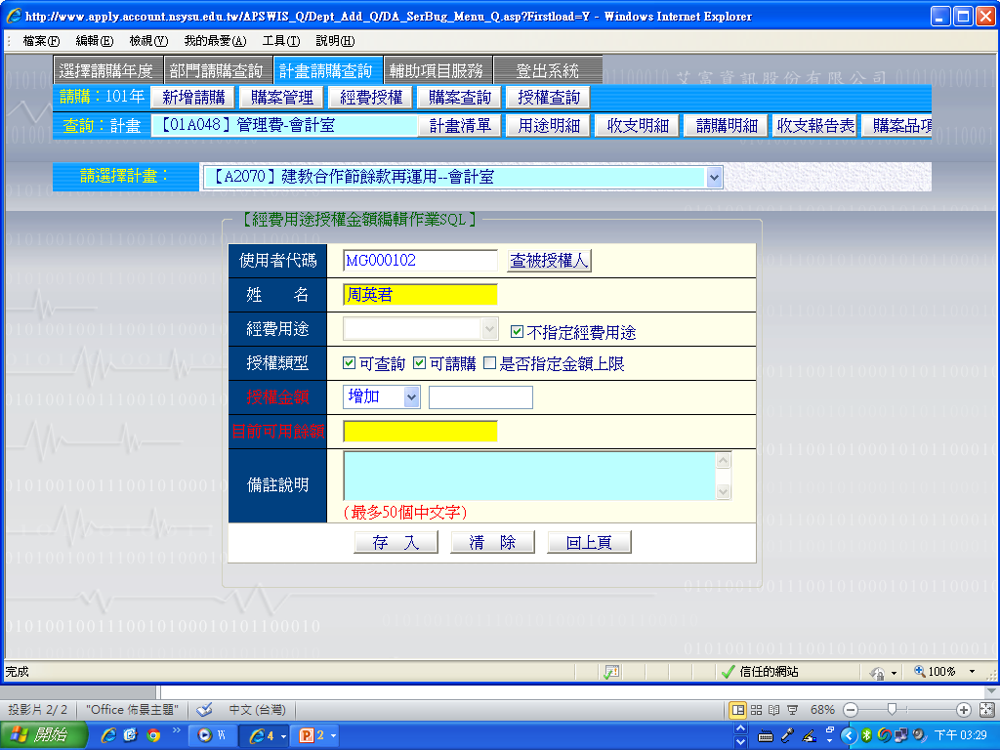 http://www.apply.account.nsysu.edu.tw/APSWIS_Q/Dept_Add_Q/DA_SerBug_Menu_Q.asp?Firstload=Y - Windows Internet Explorer
檔案(F) 編輯(E) 檢視(V) 我的最愛(A) 工具(T) 說明(H)
選擇請購年度 部門請購查詢 計畫請購查詢 輔助項目服務 登出系統
艾富資訊股份有限公司
請購：101年 新增請購 購案管理 經費授權 購案查詢 授權查詢
查詢：計畫 【01A048】管理費-會計室 計畫清單 用途明細 收支明細 請購明細 收支報告表 購案品項
請選擇計畫： 【A2070】建教合作節餘款再運用--會計室
【經費用途授權金額編輯作業SQL】
使用者代碼 MG000102 查被授權人
姓 名 周英君
經費用途 不指定經費用途
授權類型 可查詢 可請購 是否指定金額上限
授權金額 增加
目前可用餘額
備註說明
(最多50個中文字)
存 入 清 除 回上頁
完成 信任的網站 100%
投影片 2/2 "Office 佈景主題" 中文 (台灣) 68%
開始 W 4 2 下午 03:29